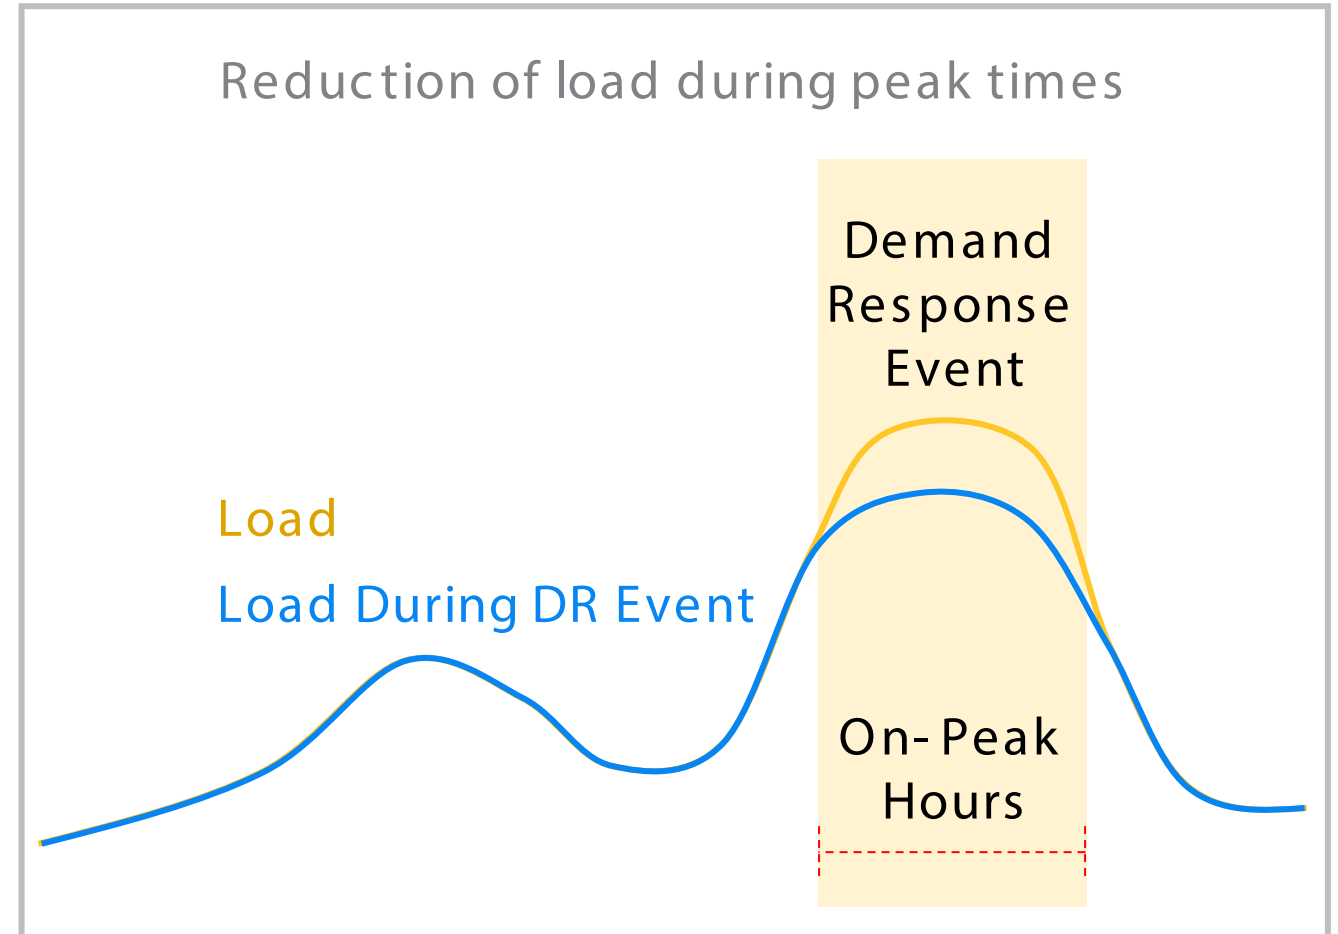 Reduction of load during peak times
Demand
Response
Event
Load
Load During DR Event
On-Peak
Hours